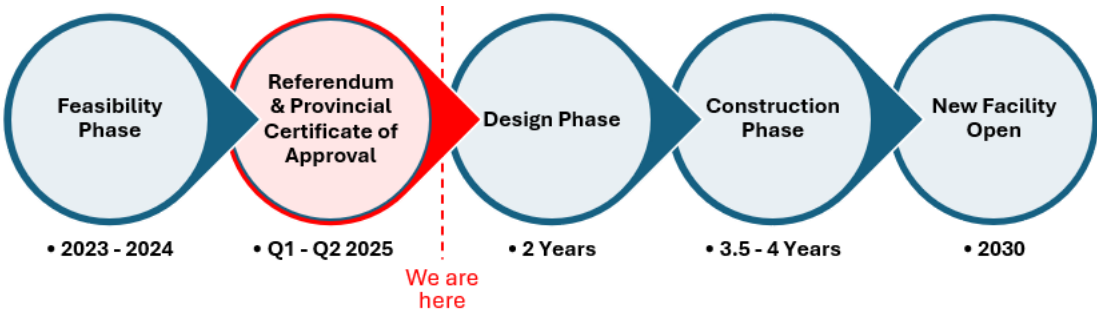 Feasibility
Phase
Referendum
& Provincial
Certificate of
Approval
Design Phase
Construction
Phase
New Facility
Open
• 2023 - 2024
• Q1 - Q2 2025
• 2 Years
• 3.5 - 4 Years
• 2030
We are
here